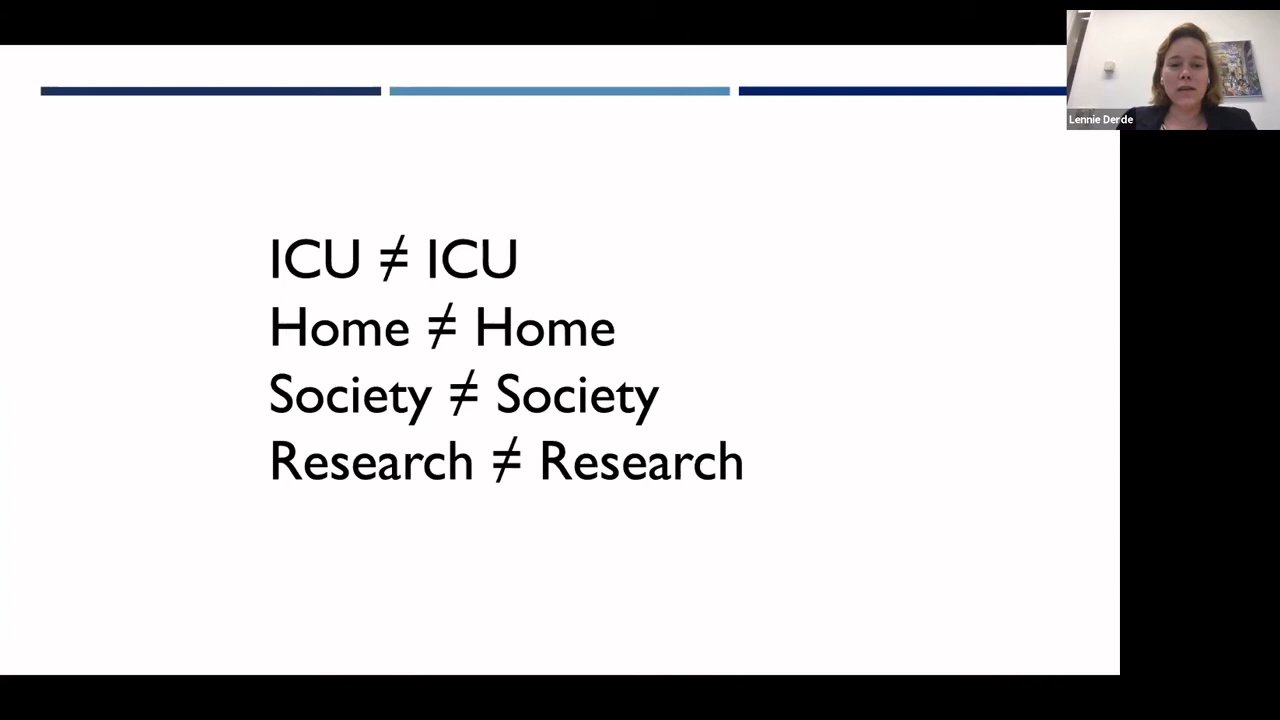 Lennie Derde
ICU ≠ ICU
Home ≠ Home
Society ≠ Society
Research ≠ Research